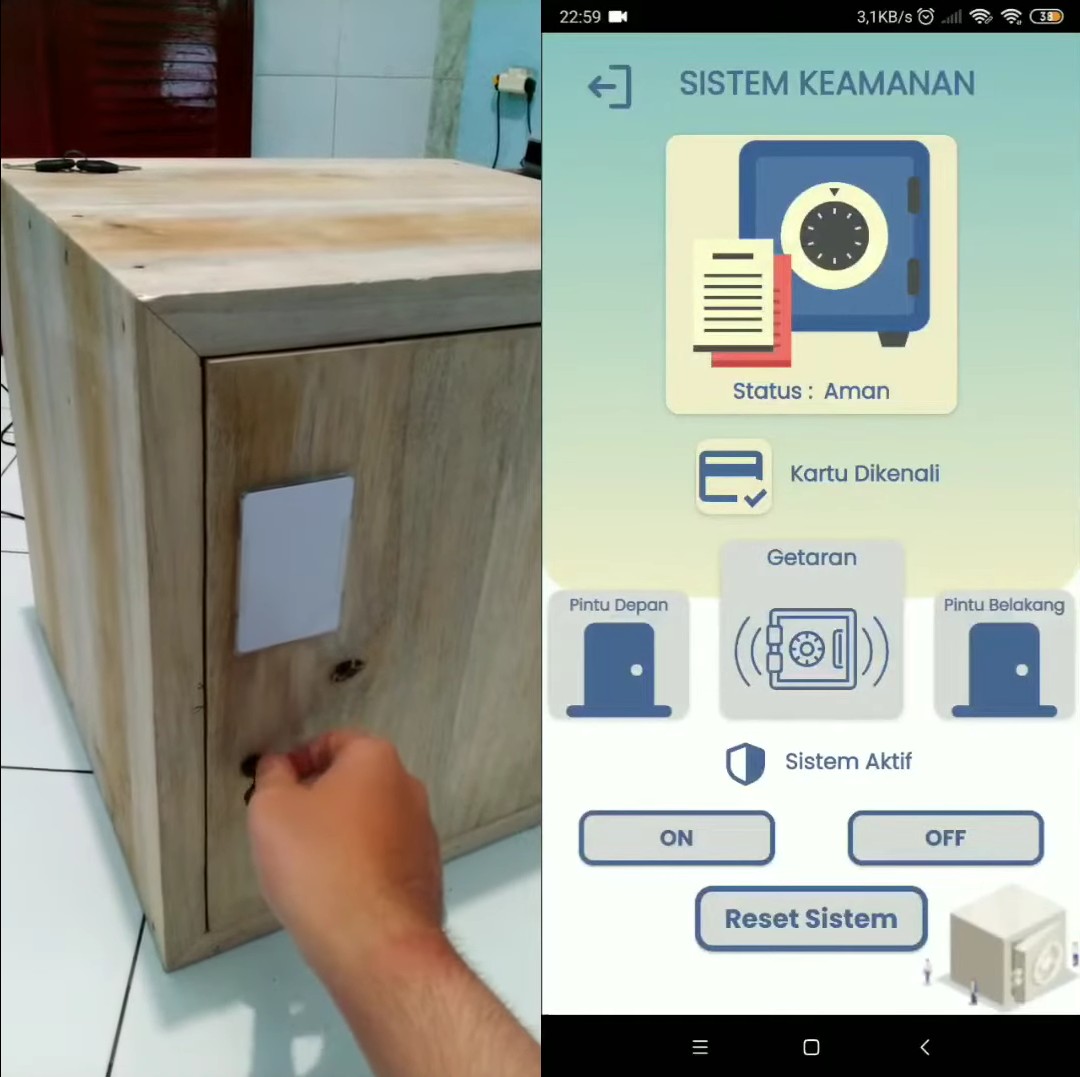 22:59
3,1KB/s
38
SISTEM KEAMANAN
Status : Aman
Kartu Dikenali
Getaran
Pintu Depan
Pintu Belakang
Sistem Aktif
ON
OFF
Reset Sistem